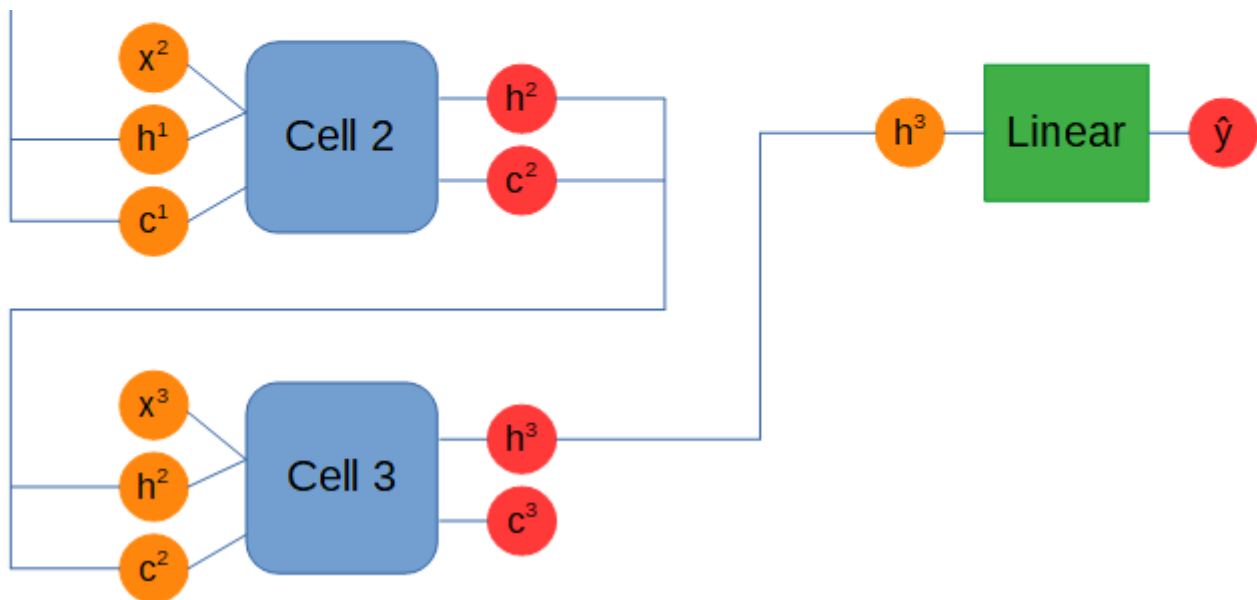 x²
h¹
c¹
Cell 2
h²
c²
h³
Linear
ŷ
x³
h²
c²
Cell 3
h³
c³